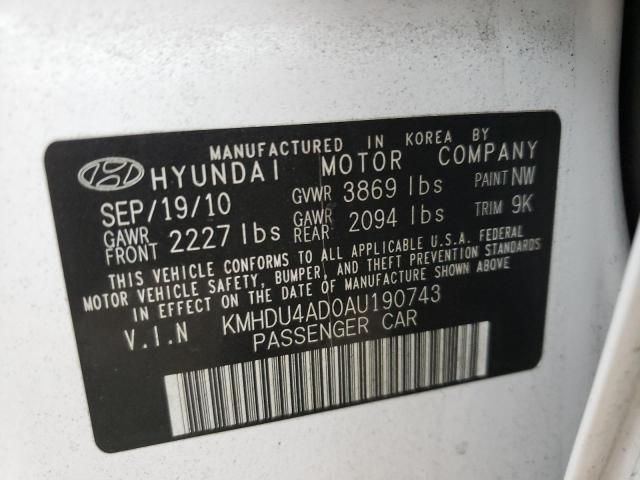 MANUFACTURED IN KOREA BY
HYUNDAI MOTOR COMPANY
SEP/19/10 GVWR 3869 lbs PAINT NW
GAWR FRONT 2227 lbs GAWR REAR 2094 lbs TRIM 9K
THIS VEHICLE CONFORMS TO ALL APPLICABLE U.S.A. FEDERAL
MOTOR VEHICLE SAFETY, BUMPER, AND THEFT PREVENTION STANDARDS
IN EFFECT ON THE DATE OF MANUFACTURE SHOWN ABOVE
V.I.N KMHDU4AD0AU190743
PASSENGER CAR